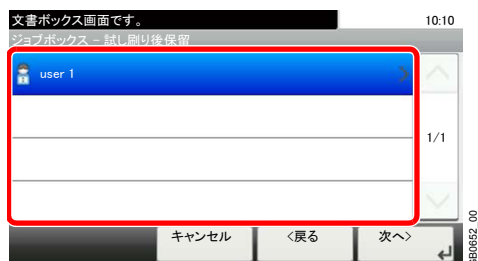 文書ボックス画面です。 10:10
ジョブボックス - 試し刷り後保留
user 1
1/1
キャンセル <戻る 次へ>